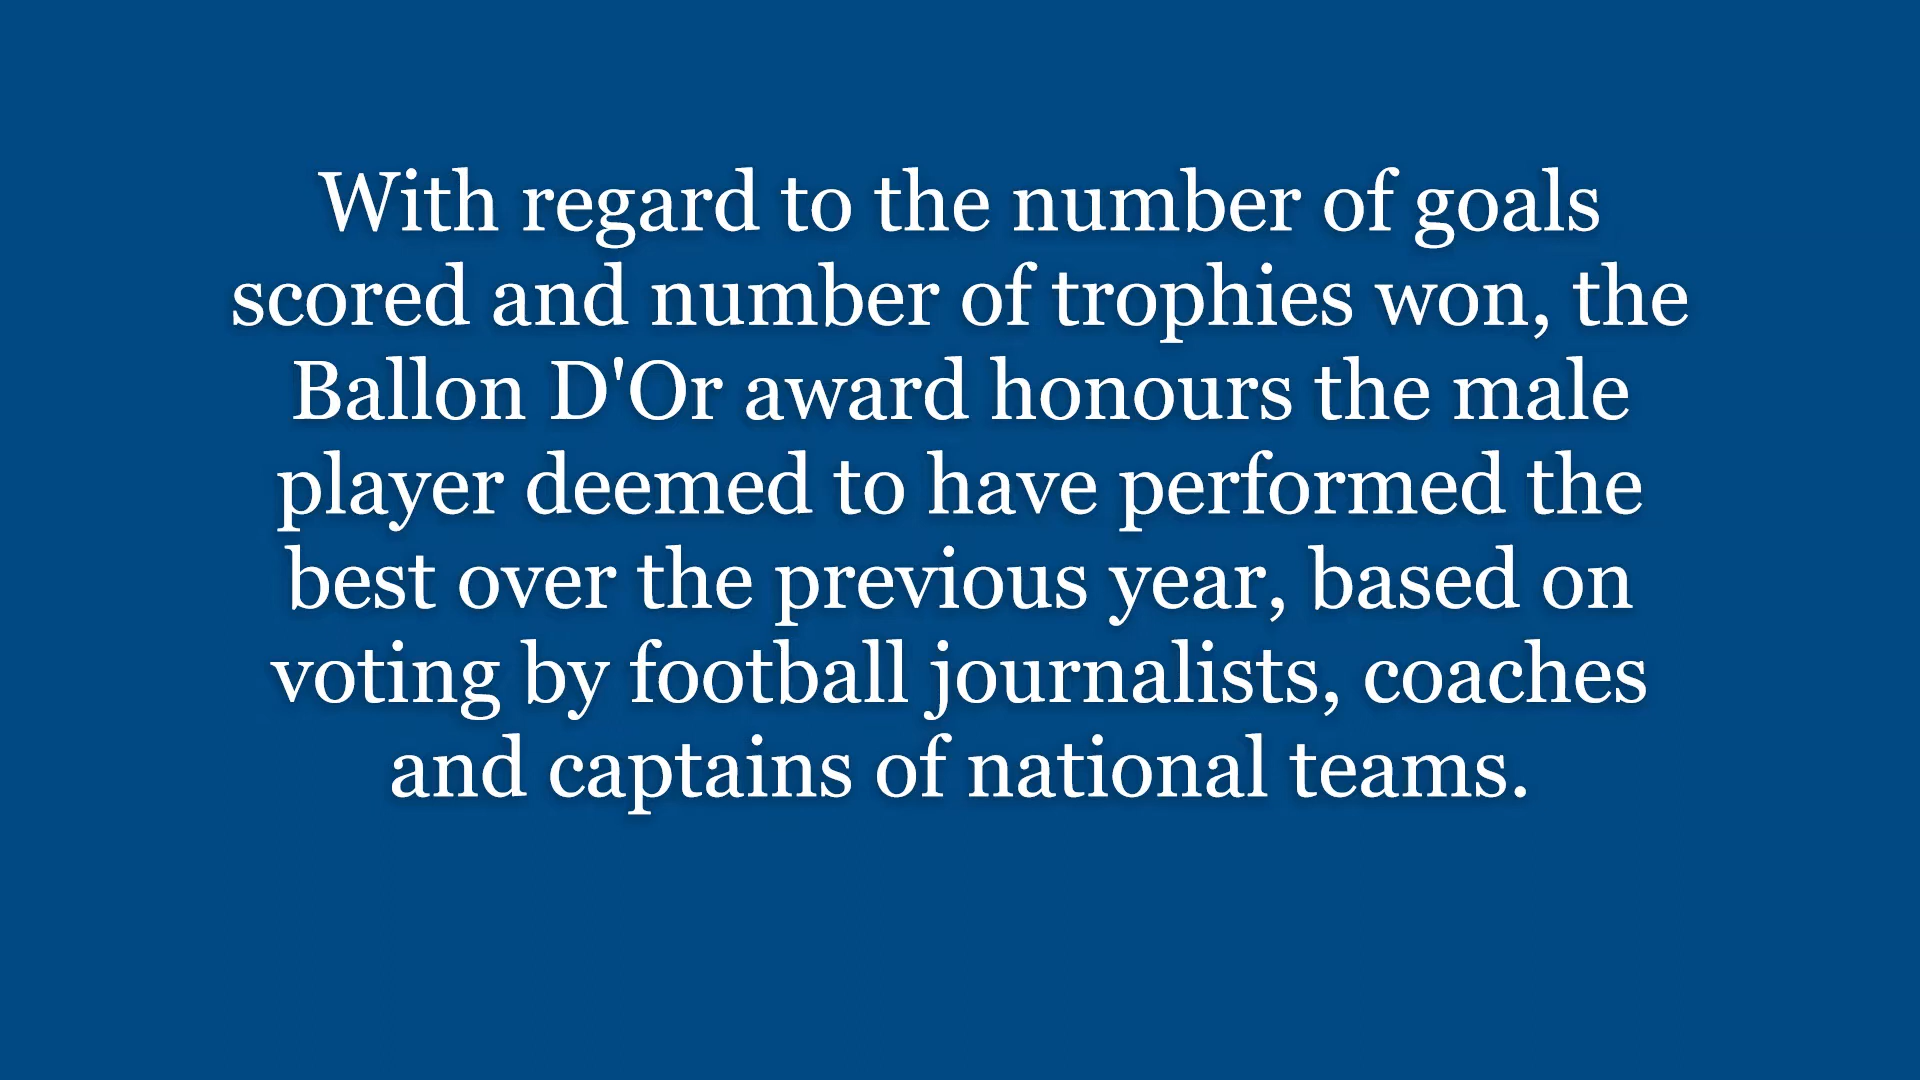 With regard to the number of goals
scored and number of trophies won, the
Ballon D'Or award honours the male
player deemed to have performed the
best over the previous year, based on
voting by football journalists, coaches
and captains of national teams.